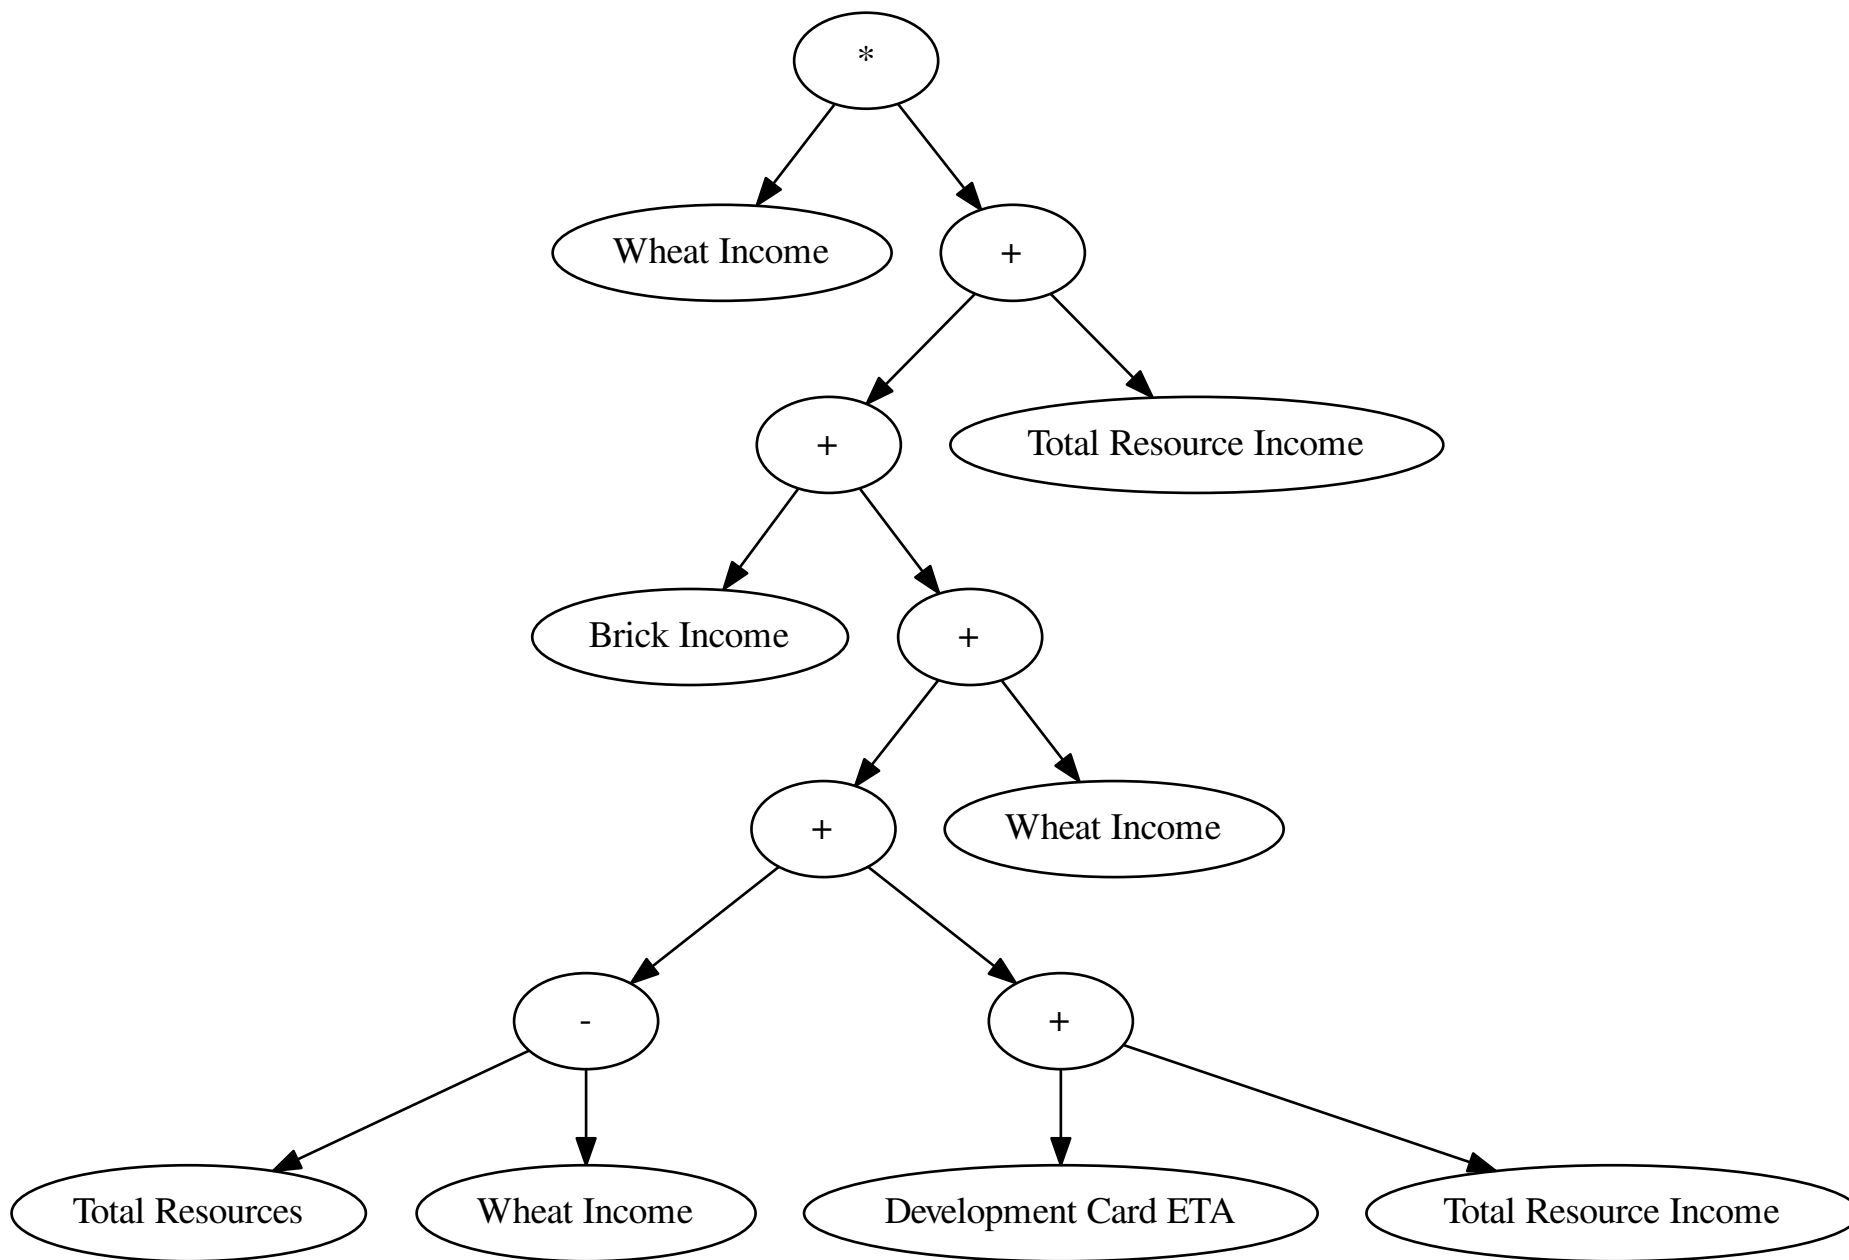 *
Wheat Income
+
+
Total Resource Income
Brick Income
+
+
Wheat Income
-
+
Total Resources
Wheat Income
Development Card ETA
Total Resource Income